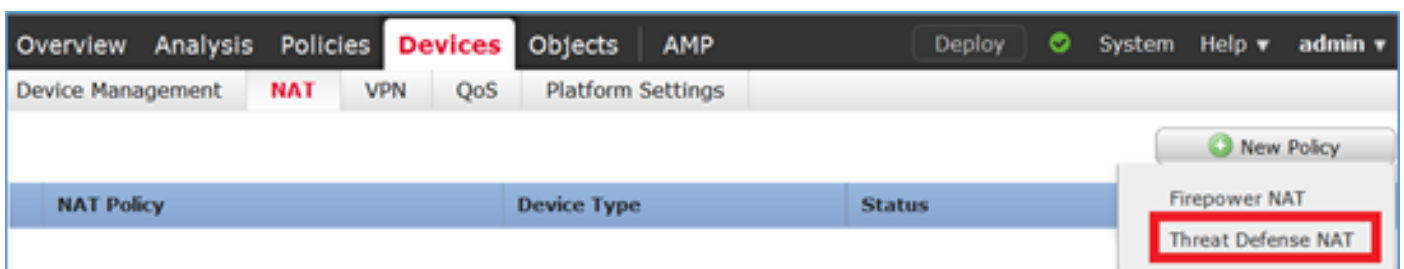 Overview Analysis Policies Devices Objects AMP Deploy System Help admin
Device Management NAT VPN QoS Platform Settings
New Policy
NAT Policy Device Type Status
Firepower NAT
Threat Defense NAT